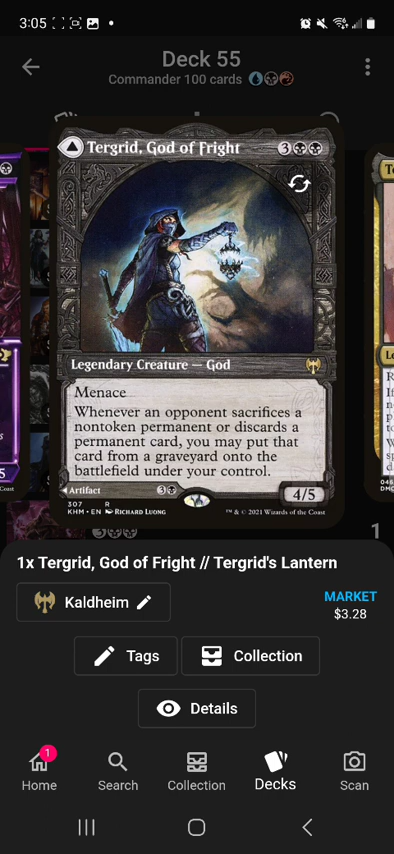 3:05
Deck 55
Commander 100 cards
Tergrid, God of Fright 3
Legendary Creature — God
Menace
Whenever an opponent sacrifices a
nontoken permanent or discards a
permanent card, you may put that
card from a graveyard onto the
battlefield under your control.
Artifact 3
4/5
307 R
KHM • EN RICHARD LUONG
™ & © 2021 Wizards of the Coast
1
1x Tergrid, God of Fright // Tergrid's Lantern
Kaldheim
MARKET
$3.28
Tags
Collection
Details
1
Home
Search
Collection
Decks
Scan